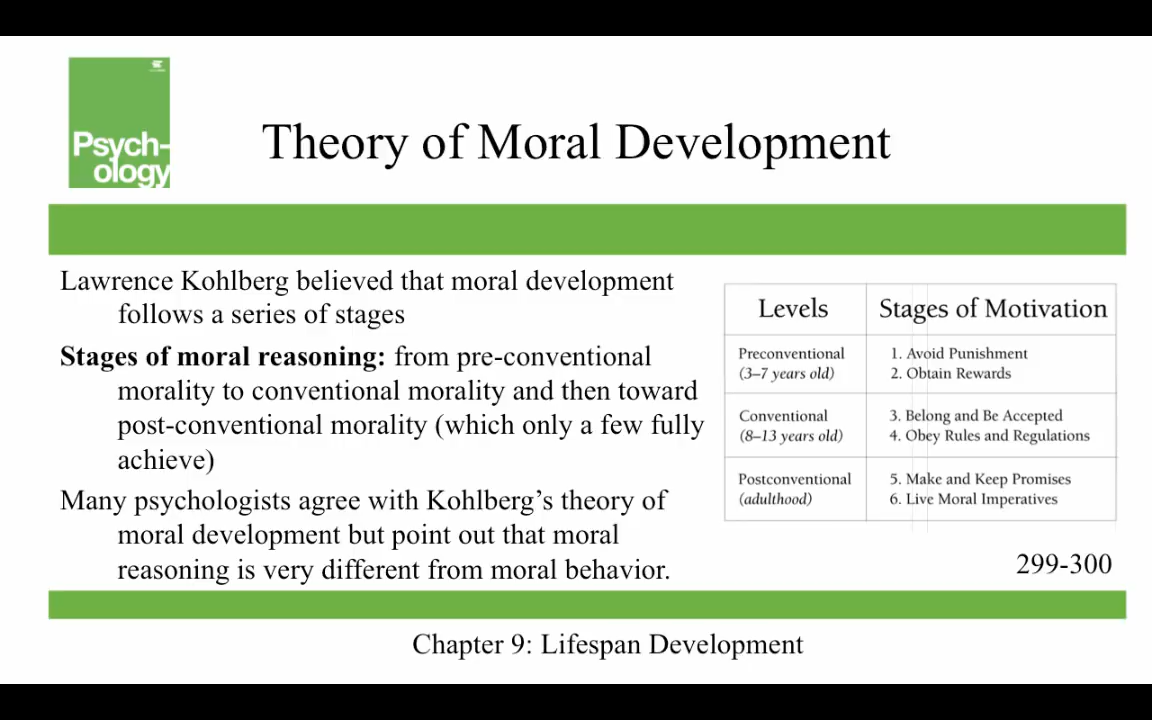 Psych-
ology
Theory of Moral Development
Lawrence Kohlberg believed that moral development
follows a series of stages
Stages of moral reasoning: from pre-conventional
morality to conventional morality and then toward
post-conventional morality (which only a few fully
achieve)
Many psychologists agree with Kohlberg’s theory of
moral development but point out that moral
reasoning is very different from moral behavior.
Levels Stages of Motivation
Preconventional 1. Avoid Punishment
(3–7 years old) 2. Obtain Rewards
Conventional 3. Belong and Be Accepted
(8–13 years old) 4. Obey Rules and Regulations
Postconventional 5. Make and Keep Promises
(adulthood) 6. Live Moral Imperatives
299-300
Chapter 9: Lifespan Development